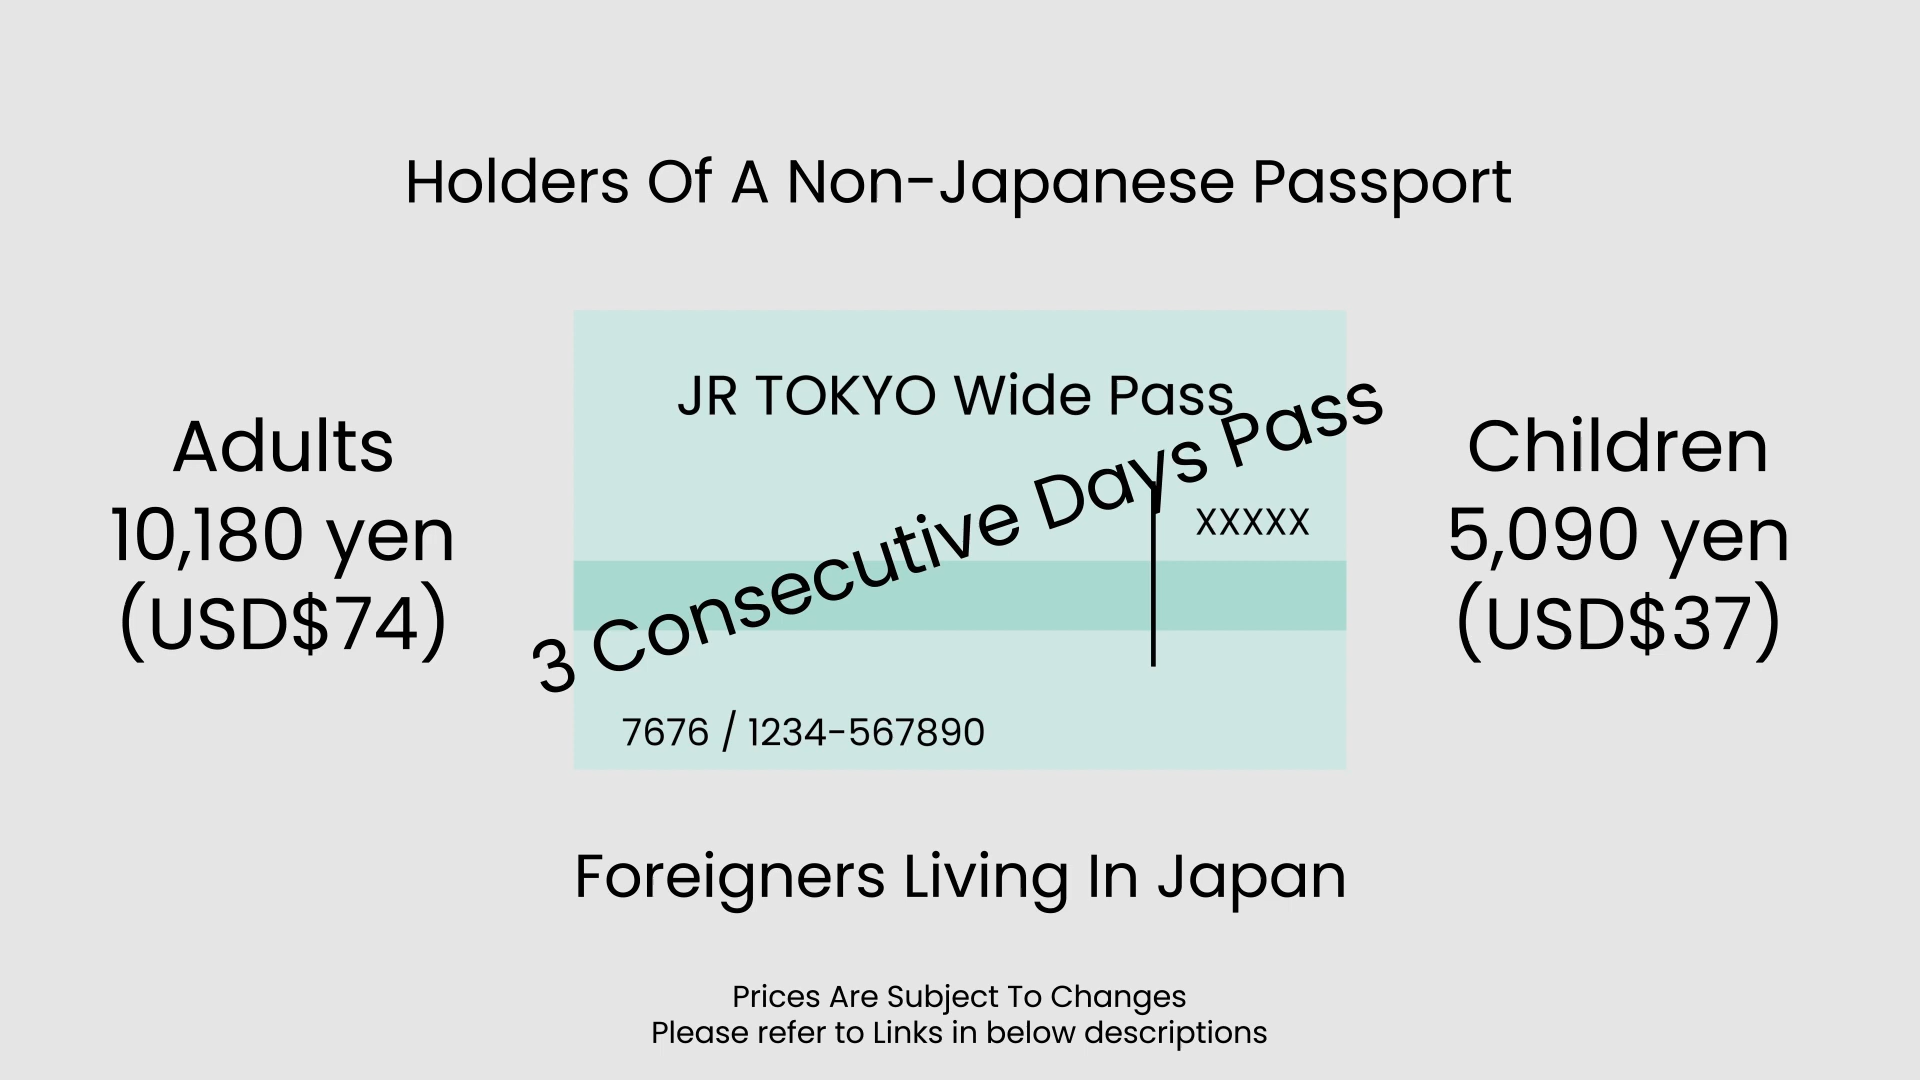 Holders Of A Non-Japanese Passport
JR TOKYO Wide Pass
3 Consecutive Days Pass
XXXXX
7676 / 1234-567890
Adults
10,180 yen
(USD$74)
Children
5,090 yen
(USD$37)
Foreigners Living In Japan
Prices Are Subject To Changes
Please refer to Links in below descriptions